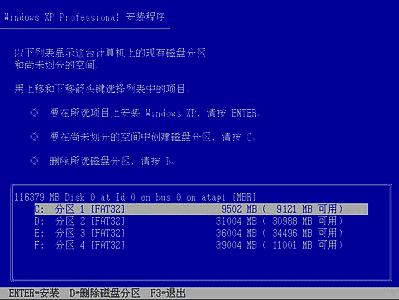 Windows XP Professional 安装程序
以下列表显示这台计算机上的现有磁盘分区
和尚未划分的空间。
用上移和下移箭头键选择列表中的项目。
要在所选项目上安装 Windows XP，请按 ENTER。
要在尚未划分的空间中创建磁盘分区，请按 C。
删除所选磁盘分区，请按 D。
116379 MB Disk 0 at Id 0 on bus 0 on atapi [MBR]
C: 分区 1 [FAT32] 9502 MB ( 9121 MB 可用)
D: 分区 2 [FAT32] 31004 MB ( 30988 MB 可用)
E: 分区 3 [FAT32] 36004 MB ( 34496 MB 可用)
F: 分区 4 [FAT32] 39004 MB ( 11001 MB 可用)
ENTER=安装 D=删除磁盘分区 F3=退出